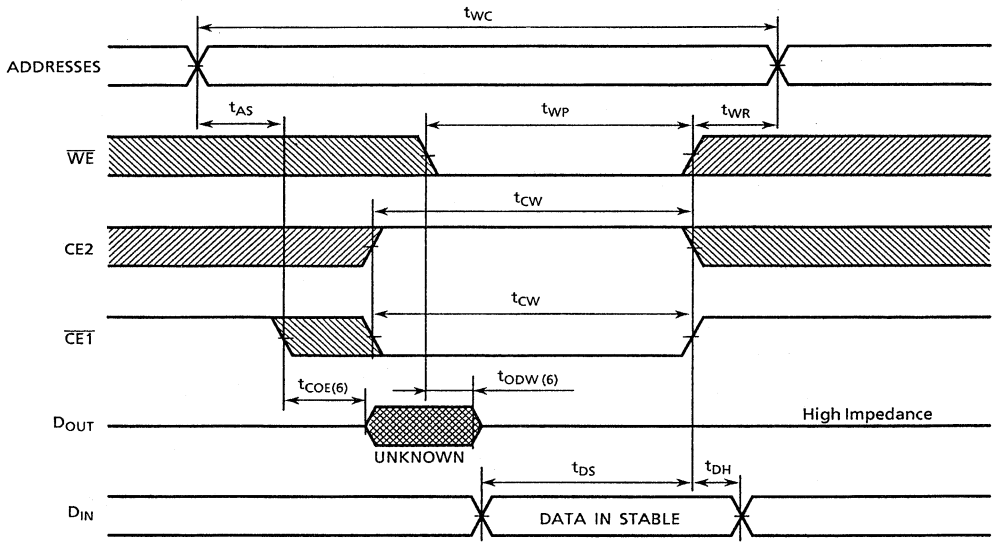 tWC
ADDRESSES
tAS
tWP
tWR
WE
tCW
CE2
tCW
CE1
tCOE(6)
tODW (6)
DOUT
High Impedance
UNKNOWN
tDS
tDH
DIN
DATA IN STABLE